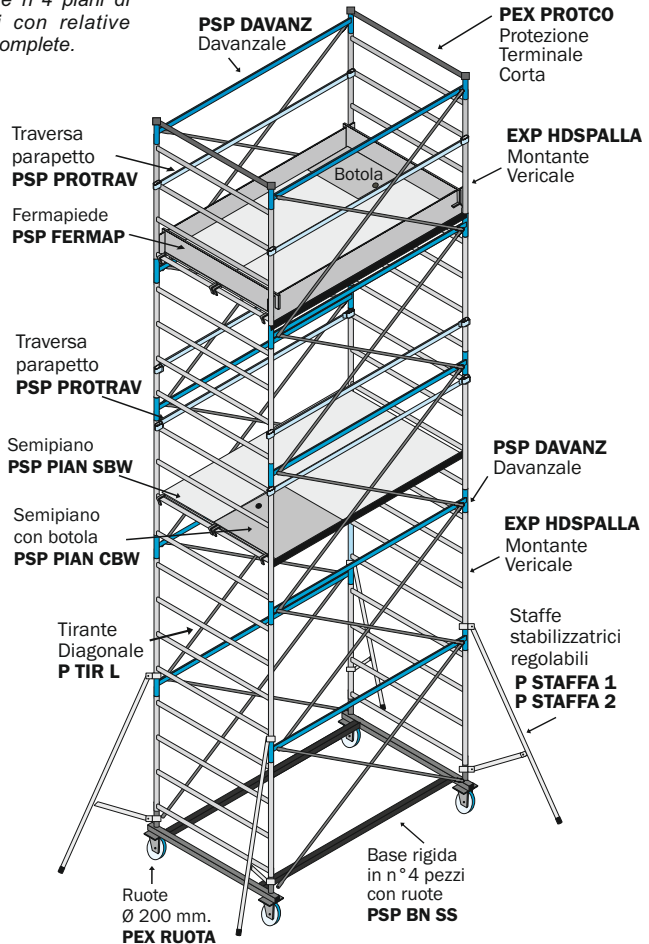 e n°4 piani di
i con relative
omplete.
PSP DAVANZ
Davanzale
PEX PROTCO
Protezione
Terminale
Corta
Traversa
parapetto
PSP PROTRAV
EXP HDSPALLA
Montante
Vericale
Botola
Fermapiede
PSP FERMAP
Traversa
parapetto
PSP PROTRAV
Semipiano
PSP PIAN SBW
PSP DAVANZ
Davanzale
Semipiano
con botola
PSP PIAN CBW
EXP HDSPALLA
Montante
Vericale
Tirante
Diagonale
P TIR L
Staffe
stabilizzatrici
regolabili
P STAFFA 1
P STAFFA 2
Base rigida
in n°4 pezzi
con ruote
PSP BN SS
Ruote
Ø 200 mm.
PEX RUOTA